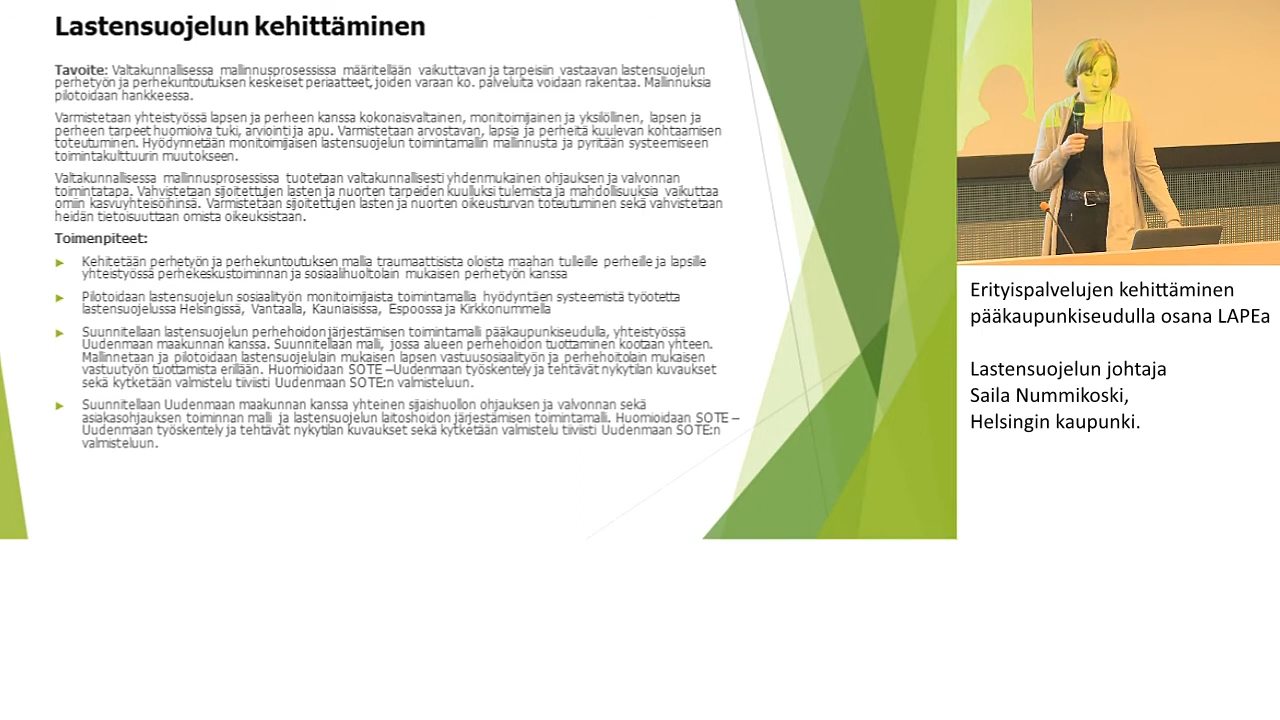 Lastensuojelun kehittäminen
Tavoite: Valtakunnallisessa mallinnusprosessissa määritellään vaikuttavan ja tarpeisiin vastaavan lastensuojelun
perhetyön ja perhekuntoutuksen keskeiset periaatteet, joiden varaan ko. palveluita voidaan rakentaa. Mallinnuksia
pilotoidaan hankkeessa.
Varmistetaan yhteistyössä lapsen ja perheen kanssa kokonaisvaltainen, monitoimijainen ja yksilöllinen, lapsen ja
perheen tarpeet huomioiva tuki, arviointi ja apu. Varmistetaan arvostavan, lapsia ja perheitä kuulevan kohtaamisen
toteutuminen. Hyödynnetään monitoimijaisen lastensuojelun toimintamallin mallinnusta ja pyritään systeemiseen
toimintakulttuurin muutokseen.
Valtakunnallisessa mallinnusprosessissa tuotetaan valtakunnallisesti yhdenmukainen ohjauksen ja valvonnan
toimintatapa. Vahvistetaan sijoitettujen lasten ja nuorten tarpeiden kuulluksi tulemista ja mahdollisuuksia vaikuttaa
omiin kasvuyhteisöihinsä. Varmistetaan sijoitettujen lasten ja nuorten oikeusturvan toteutuminen sekä vahvistetaan
heidän tietoisuuttaan omista oikeuksistaan.
Toimenpiteet:
► Kehitetään perhetyön ja perhekuntoutuksen mallia traumaattisista oloista maahan tulleille perheille ja lapsille
yhteistyössä perhekeskustoiminnan ja sosiaalihuoltolain mukaisen perhetyön kanssa
► Pilotoidaan lastensuojelun sosiaalityön monitoimijaista toimintamallia hyödyntäen systeemistä työotetta
lastensuojelussa Helsingissä, Vantaalla, Kauniaisissa, Espoossa ja Kirkkonummella
► Suunnitellaan lastensuojelun perhehoidon järjestämisen toimintamalli pääkaupunkiseudulla, yhteistyössä
Uudenmaan maakunnan kanssa. Suunnitellaan malli, jossa alueen perhehoidon tuottaminen kootaan yhteen.
Mallinnetaan ja pilotoidaan lastensuojelulain mukaisen lapsen vastuusosiaalityön ja perhehoitolain mukaisen
vastuutyön tuottamista erillään. Huomioidaan SOTE –Uudenmaan työskentely ja tehtävät nykytilan kuvaukset
sekä kytketään valmistelu tiiviisti Uudenmaan SOTE:n valmisteluun.
► Suunnitellaan Uudenmaan maakunnan kanssa yhteinen sijaishuollon ohjauksen ja valvonnan sekä
asiakasohjauksen toiminnan malli ja lastensuojelun laitoshoidon järjestämisen toimintamalli. Huomioidaan SOTE –
Uudenmaan työskentely ja tehtävät nykytilan kuvaukset sekä kytketään valmistelu tiiviisti Uudenmaan SOTE:n
valmisteluun.
Erityispalvelujen kehittäminen
pääkaupunkiseudulla osana LAPEa
Lastensuojelun johtaja
Saila Nummikoski,
Helsingin kaupunki.